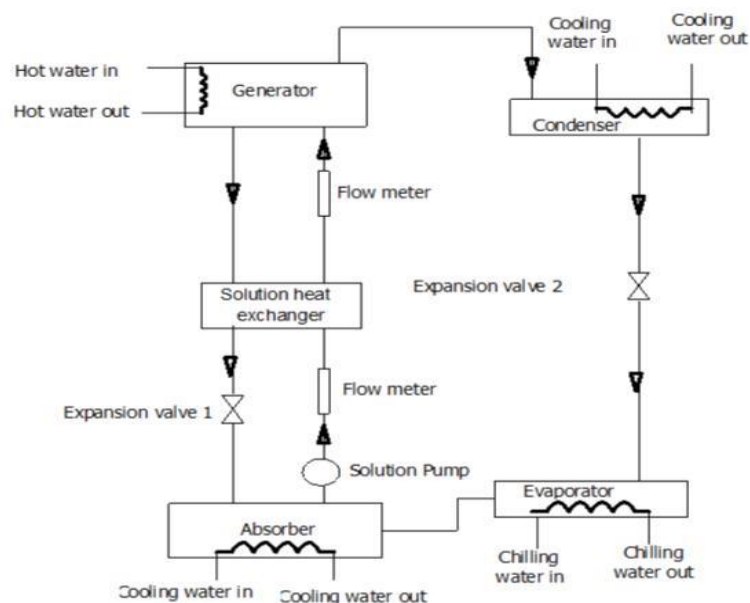 Cooling
water in
Cooling
water out
Hot water in
Generator
Hot water out
Condenser
Flow meter
Solution heat
exchanger
Expansion valve 2
Flow meter
Expansion valve 1
Solution Pump
Evaporator
Absorber
Chilling
water in
Chilling
water out
Cooling water in
Cooling water out